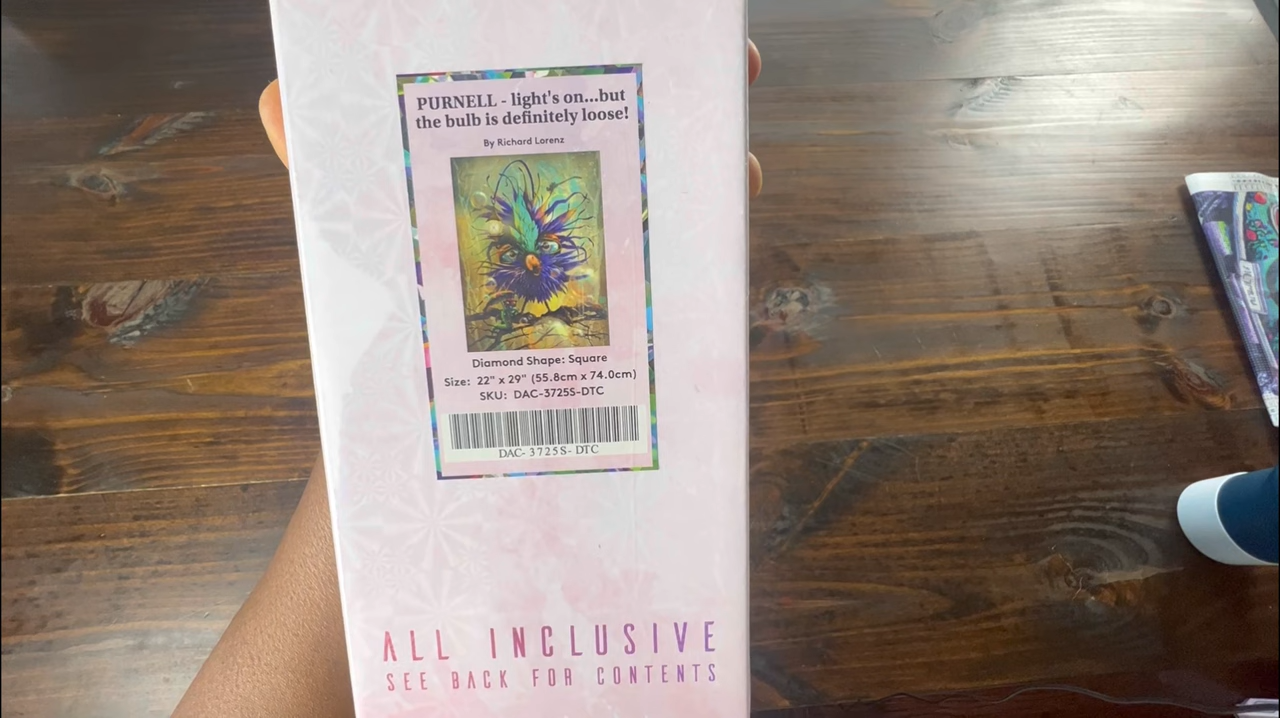 PURNELL - light's on...but
the bulb is definitely loose!
By Richard Lorenz
Diamond Shape: Square
Size: 22" x 29" (55.8cm x 74.0cm)
SKU: DAC-3725S-DTC
DAC- 3725S- DTC
ALL INCLUSIVE
SEE BACK FOR CONTENTS